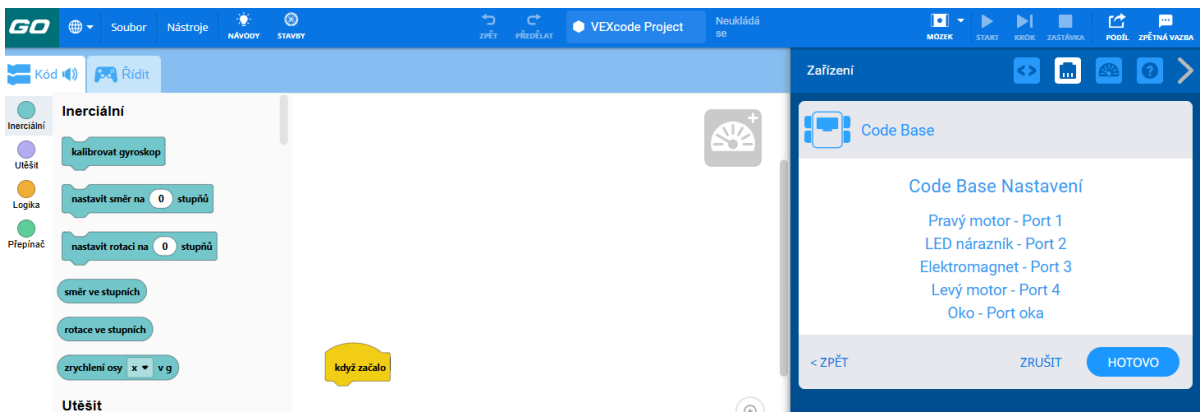 GO
Soubor
Nástroje
NÁVODY
STAVBY
ZPĚT
PŘEDĚLAT
VEXcode Project
Neukládá
se
MOZEK
START
KROK
ZASTÁVKA
PODÍL
ZPĚTNÁ VAZBA
Kód
Řídit
Inerciální
Utěšit
Logika
Přepínač
Inerciální
kalibrovat gyroskop
nastavit směr na 0 stupňů
nastavit rotaci na 0 stupňů
směr ve stupních
rotace ve stupních
zrychlení osy x v g
Utěšit
když začalo
Zařízení
Code Base
Code Base Nastavení
Pravý motor - Port 1
LED nárazník - Port 2
Elektromagnet - Port 3
Levý motor - Port 4
Oko - Port oka
< ZPĚT
ZRUŠIT
HOTOVO